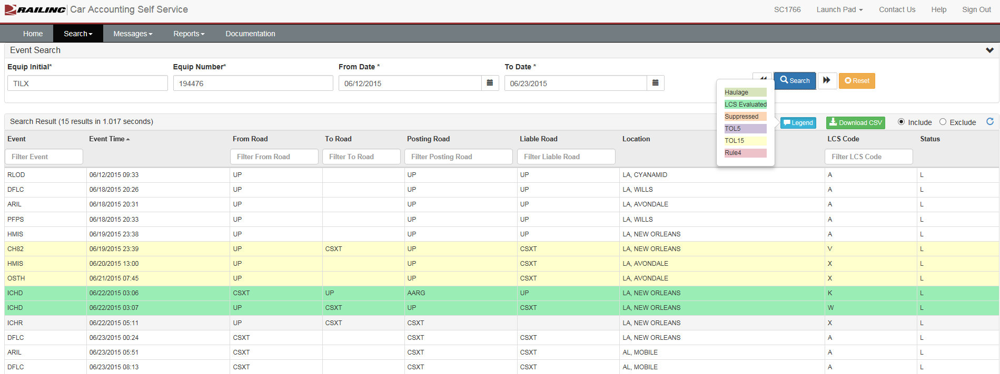 RAILINC Car Accounting Self Service SC1766 Launch Pad Contact Us Help Sign Out
Home Search Messages Reports Documentation
Event Search
Equip Initial* Equip Number* From Date * To Date *
TILX 194476 06/12/2015 06/23/2015 Search Reset
Haulage
LCS Evaluated
Suppressed
TOL5
TOL15
Rule4
Search Result (15 results in 1.017 seconds) Legend Download CSV Include Exclude
Event Event Time From Road To Road Posting Road Liable Road Location LCS Code Status
Filter Event Filter From Road Filter To Road Filter Posting Road Filter Liable Road Filter LCS Code
RLOD 06/12/2015 09:33 UP UP UP LA, CYANAMID A L
DFLC 06/18/2015 20:26 UP UP UP LA, WILLS A L
ARIL 06/18/2015 20:31 UP UP UP LA, AVONDALE A L
PFPS 06/18/2015 20:33 UP UP UP LA, WILLS A L
HMIS 06/19/2015 23:38 UP UP UP LA, NEW ORLEANS A L
CH82 06/19/2015 23:39 UP CSXT UP CSXT LA, NEW ORLEANS V L
HMIS 06/20/2015 13:00 UP UP CSXT LA, AVONDALE X L
OSTH 06/21/2015 07:45 UP UP CSXT LA, AVONDALE X L
ICHD 06/22/2015 03:06 CSXT UP AARG UP LA, NEW ORLEANS K L
ICHD 06/22/2015 03:07 UP CSXT UP CSXT LA, NEW ORLEANS W L
ICHR 06/22/2015 05:11 UP CSXT CSXT LA, NEW ORLEANS X L
DFLC 06/23/2015 00:24 CSXT CSXT CSXT LA, NEW ORLEANS A L
ARIL 06/23/2015 05:51 CSXT CSXT CSXT AL, MOBILE A L
DFLC 06/23/2015 08:13 CSXT CSXT CSXT AL, MOBILE A L